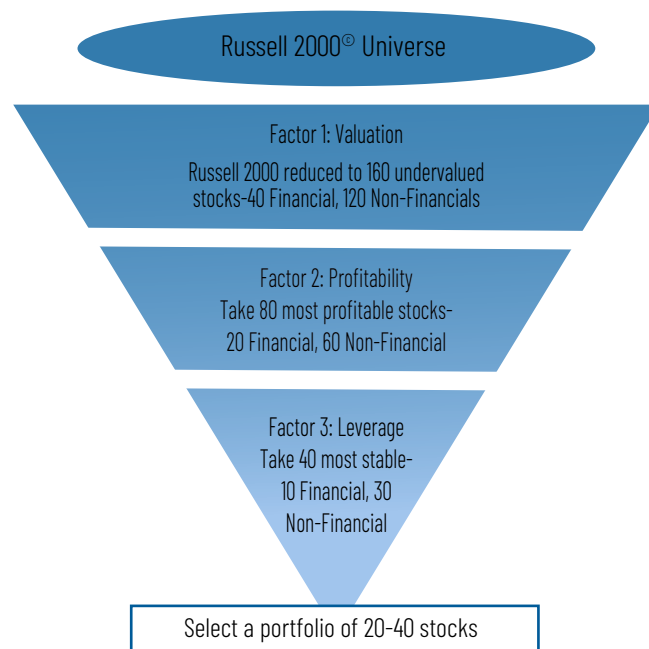 Russell 2000© Universe
Factor 1: Valuation
Russell 2000 reduced to 160 undervalued
stocks-40 Financial, 120 Non-Financials
Factor 2: Profitability
Take 80 most profitable stocks-
20 Financial, 60 Non-Financial
Factor 3: Leverage
Take 40 most stable-
10 Financial, 30
Non-Financial
Select a portfolio of 20-40 stocks